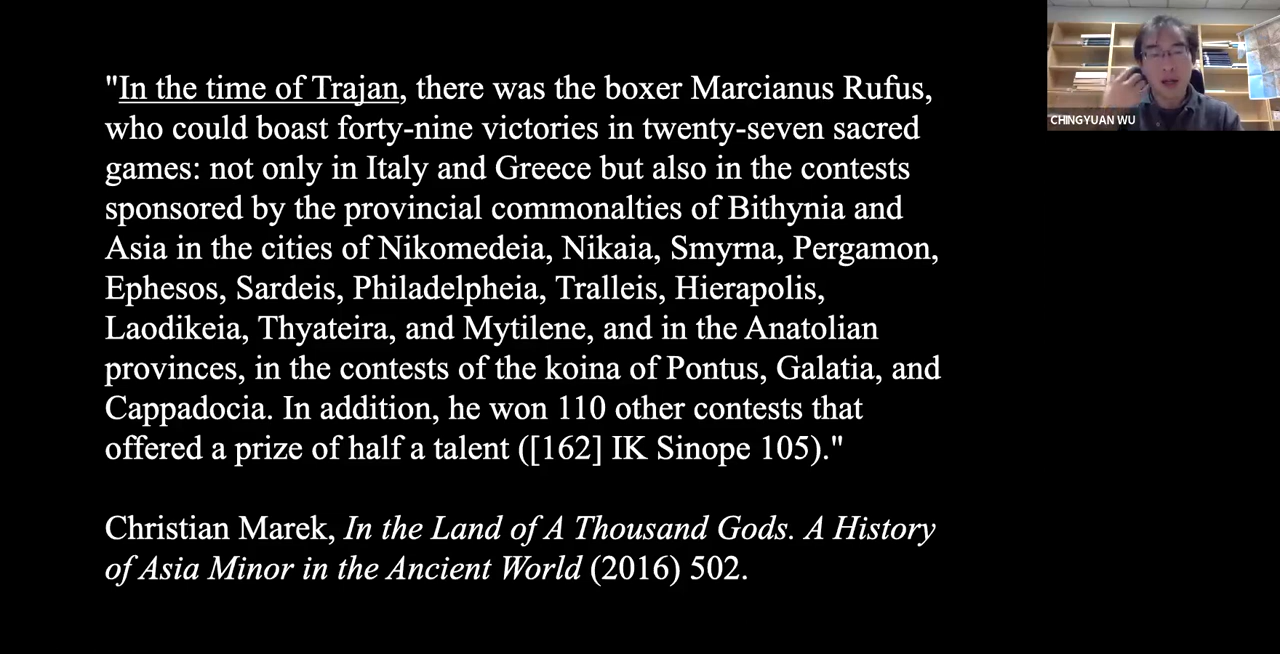 "In the time of Trajan, there was the boxer Marcianus Rufus,
who could boast forty-nine victories in twenty-seven sacred
games: not only in Italy and Greece but also in the contests
sponsored by the provincial commonalties of Bithynia and
Asia in the cities of Nikomedeia, Nikaia, Smyrna, Pergamon,
Ephesos, Sardeis, Philadelpheia, Tralleis, Hierapolis,
Laodikeia, Thyateira, and Mytilene, and in the Anatolian
provinces, in the contests of the koina of Pontus, Galatia, and
Cappadocia. In addition, he won 110 other contests that
offered a prize of half a talent ([162] IK Sinope 105)."
Christian Marek, In the Land of A Thousand Gods. A History
of Asia Minor in the Ancient World (2016) 502.
CHINGYUAN WU